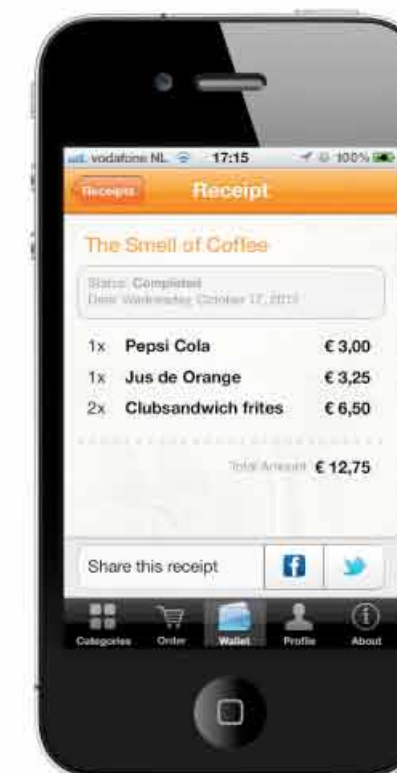 vodafone NL 17:15 100%
Receipts Receipt
The Smell of Coffee
Status: Completed
Date: Wednesday, October 17, 2012
1x Pepsi Cola € 3,00
1x Jus de Orange € 3,25
2x Clubsandwich frites € 6,50
Total Amount € 12,75
Share this receipt
Categories Order Wallet Profile About